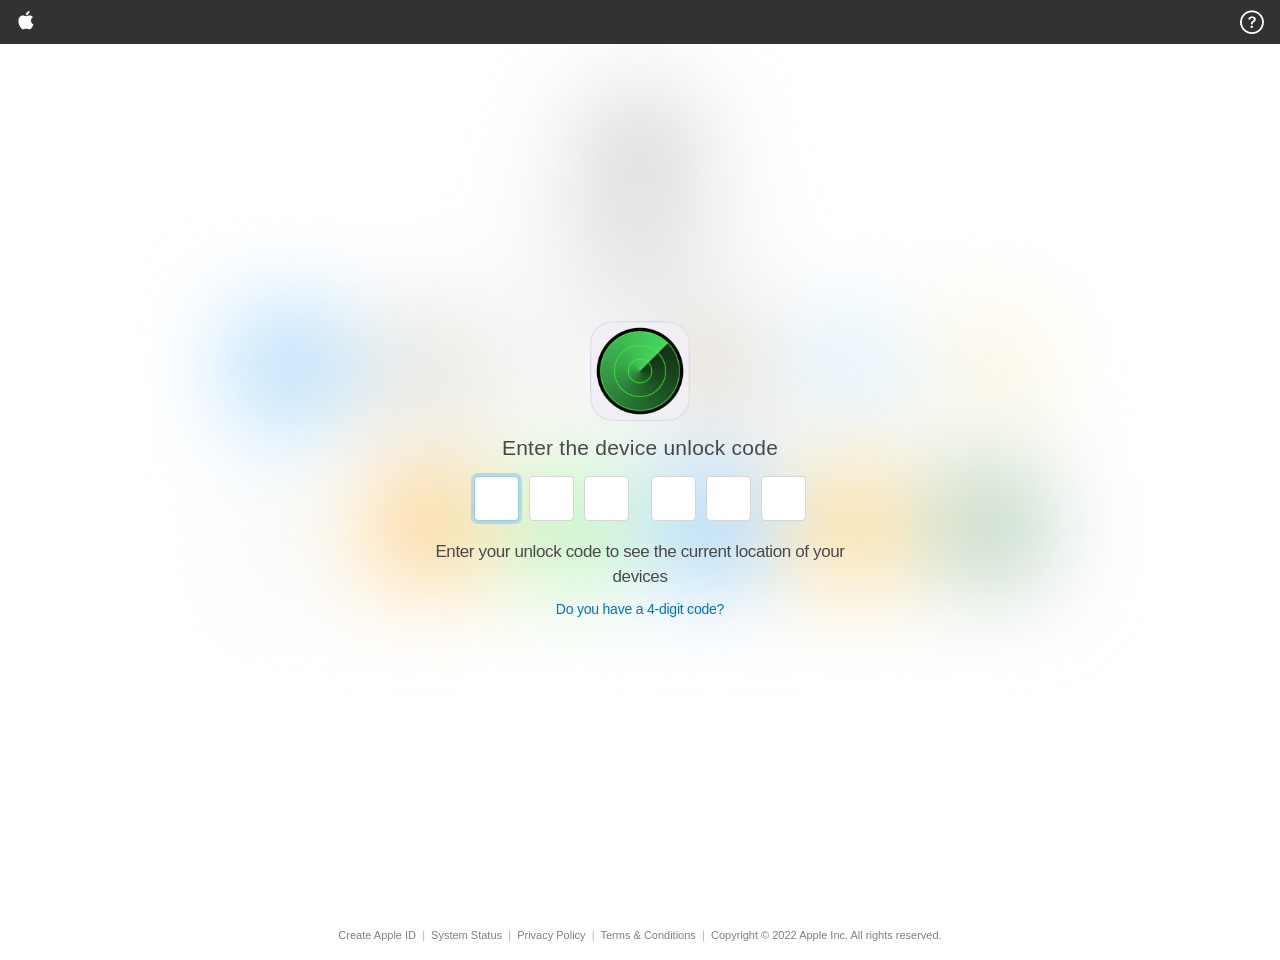 ?
Enter the device unlock code
Enter your unlock code to see the current location of your
devices
Do you have a 4-digit code?
Create Apple ID | System Status | Privacy Policy | Terms & Conditions | Copyright © 2022 Apple Inc. All rights reserved.